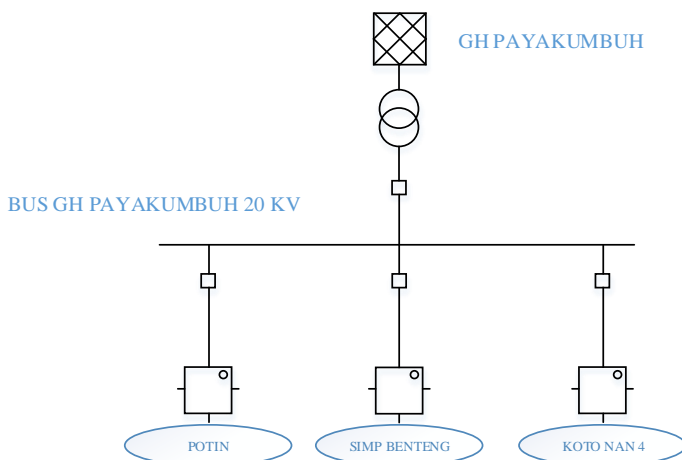 GH PAYAKUMBUH
BUS GH PAYAKUMBUH 20 KV
POTIN
SIMP BENTENG
KOTO NAN 4